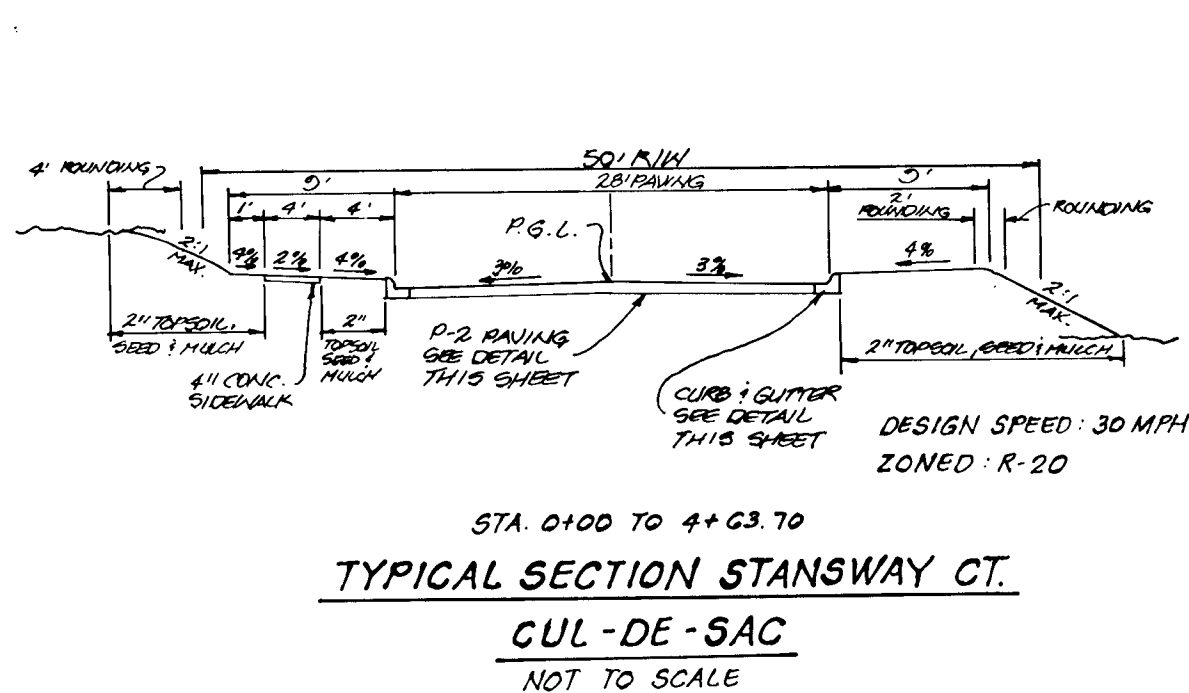 50' R/W
4' ROUNDING
9'
28' PAVING
9'
1'
4'
4'
2'
ROUNDING
ROUNDING
P.G.L.
2:1
MAX.
4%
2%
4%
3%
3%
4%
2:1
MAX.
2" TOPSOIL,
SEED & MULCH
2"
TOPSOIL
SEED &
MULCH
4" CONC.
SIDEWALK
P-2 PAVING
SEE DETAIL
THIS SHEET
CURB & GUTTER
SEE DETAIL
THIS SHEET
2" TOPSOIL, SEED & MULCH
DESIGN SPEED: 30 MPH
ZONED: R-20
STA. 0+00 TO 4+63.70
TYPICAL SECTION STANSWAY CT.
CUL-DE-SAC
NOT TO SCALE